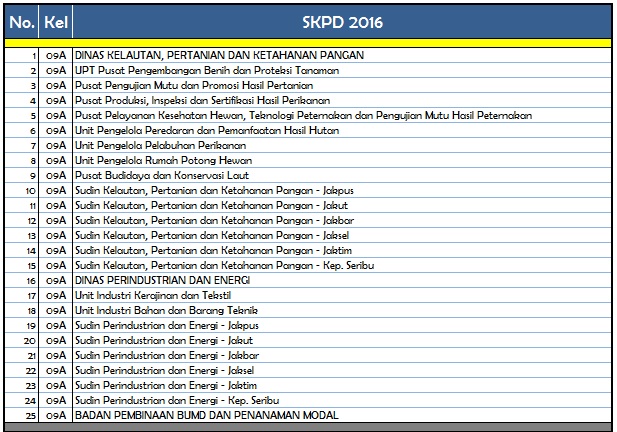 No. Kel SKPD 2016
1 09A DINAS KELAUTAN, PERTANIAN DAN KETAHANAN PANGAN
2 09A UPT Pusat Pengembangan Benih dan Proteksi Tanaman
3 09A Pusat Pengujian Mutu dan Promosi Hasil Pertanian
4 09A Pusat Produksi, Inspeksi dan Sertifikasi Hasil Perikanan
5 09A Pusat Pelayanan Kesehatan Hewan, Teknologi Peternakan dan Pengujian Mutu Hasil Peternakan
6 09A Unit Pengelola Peredaran dan Pemanfaatan Hasil Hutan
7 09A Unit Pengelola Pelabuhan Perikanan
8 09A Unit Pengelola Rumah Potong Hewan
9 09A Pusat Budidaya dan Konservasi Laut
10 09A Sudin Kelautan, Pertanian dan Ketahanan Pangan - Jakpus
11 09A Sudin Kelautan, Pertanian dan Ketahanan Pangan - Jakut
12 09A Sudin Kelautan, Pertanian dan Ketahanan Pangan - Jakbar
13 09A Sudin Kelautan, Pertanian dan Ketahanan Pangan - Jaksel
14 09A Sudin Kelautan, Pertanian dan Ketahanan Pangan - Jaktim
15 09A Sudin Kelautan, Pertanian dan Ketahanan Pangan - Kep. Seribu
16 09A DINAS PERINDUSTRIAN DAN ENERGI
17 09A Unit Industri Kerajinan dan Tekstil
18 09A Unit Industri Bahan dan Barang Teknik
19 09A Sudin Perindustrian dan Energi - Jakpus
20 09A Sudin Perindustrian dan Energi - Jakut
21 09A Sudin Perindustrian dan Energi - Jakbar
22 09A Sudin Perindustrian dan Energi - Jaksel
23 09A Sudin Perindustrian dan Energi - Jaktim
24 09A Sudin Perindustrian dan Energi - Kep. Seribu
25 09A BADAN PEMBINAAN BUMD DAN PENANAMAN MODAL